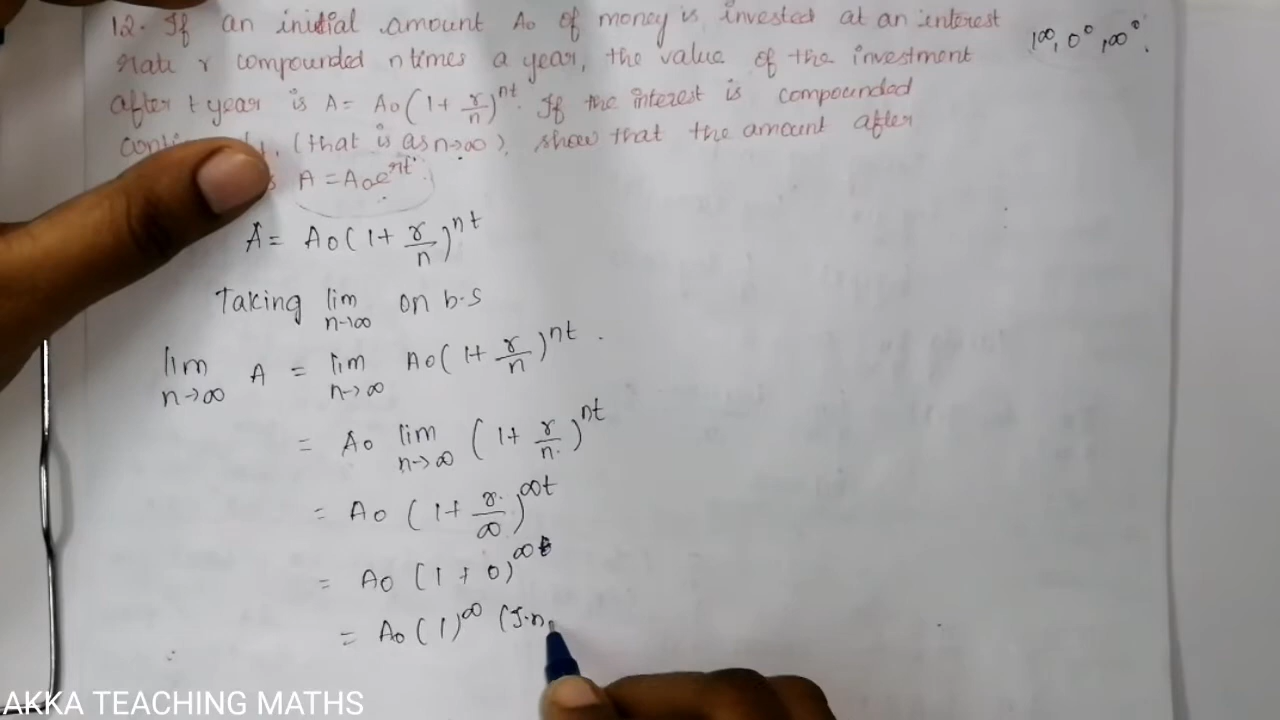 12. If an initial amount A₀ of money is invested at an interest
rate r compounded n times a year, the value of the investment
after t year is A = A₀(1 + r/n)^nt. If the interest is compounded
(that is as n→∞), show that the amount after
A = A₀e^rt.
1^∞, 0^0, ∞^0.
A = A₀(1 + r/n)^nt
Taking lim n→∞ on b.s
lim n→∞ A = lim n→∞ A₀(1 + r/n)^nt.
= A₀ lim n→∞ (1 + r/n)^nt
= A₀ (1 + r/∞)^∞t
= A₀ (1 + 0)^∞t
= A₀ (1)^∞ (I.n
AKKA TEACHING MATHS